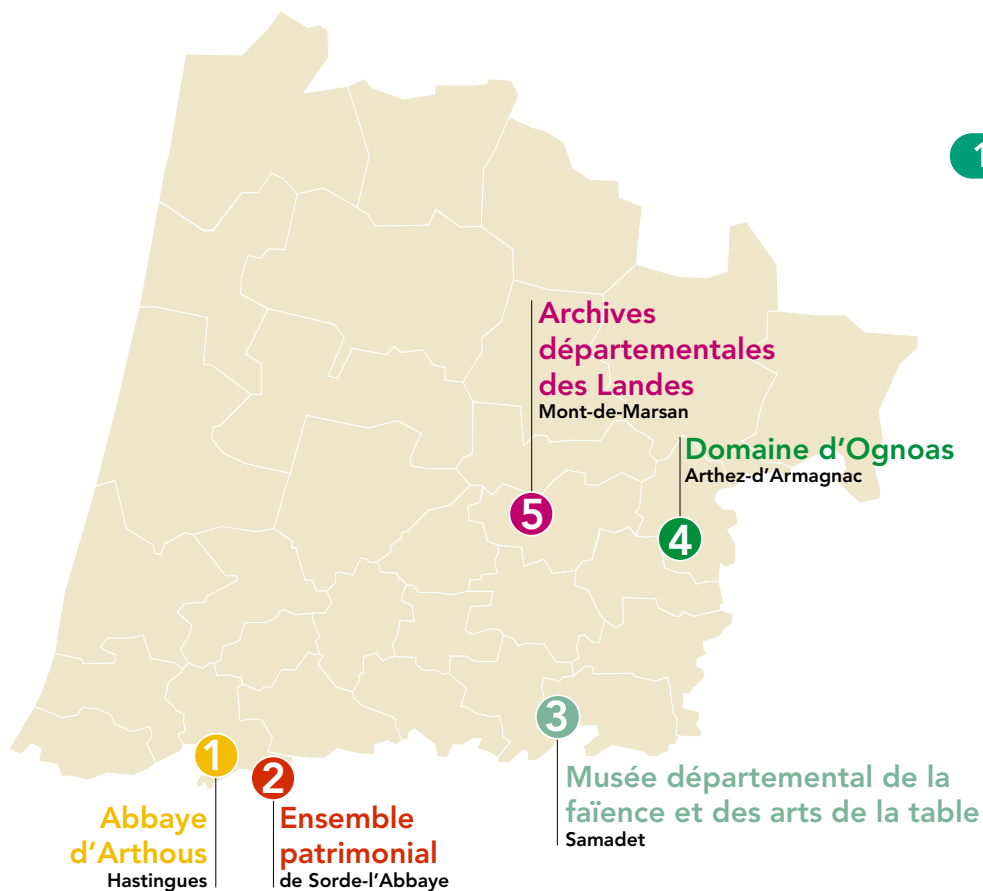 1
Archives
départementales
des Landes
Mont-de-Marsan
Domaine d'Ognoas
Arthez-d'Armagnac
5
4
3
1
2
Musée départemental de la
faïence et des arts de la table
Samadet
Abbaye
d'Arthous
Hastingues
Ensemble
patrimonial
de Sorde-l'Abbaye